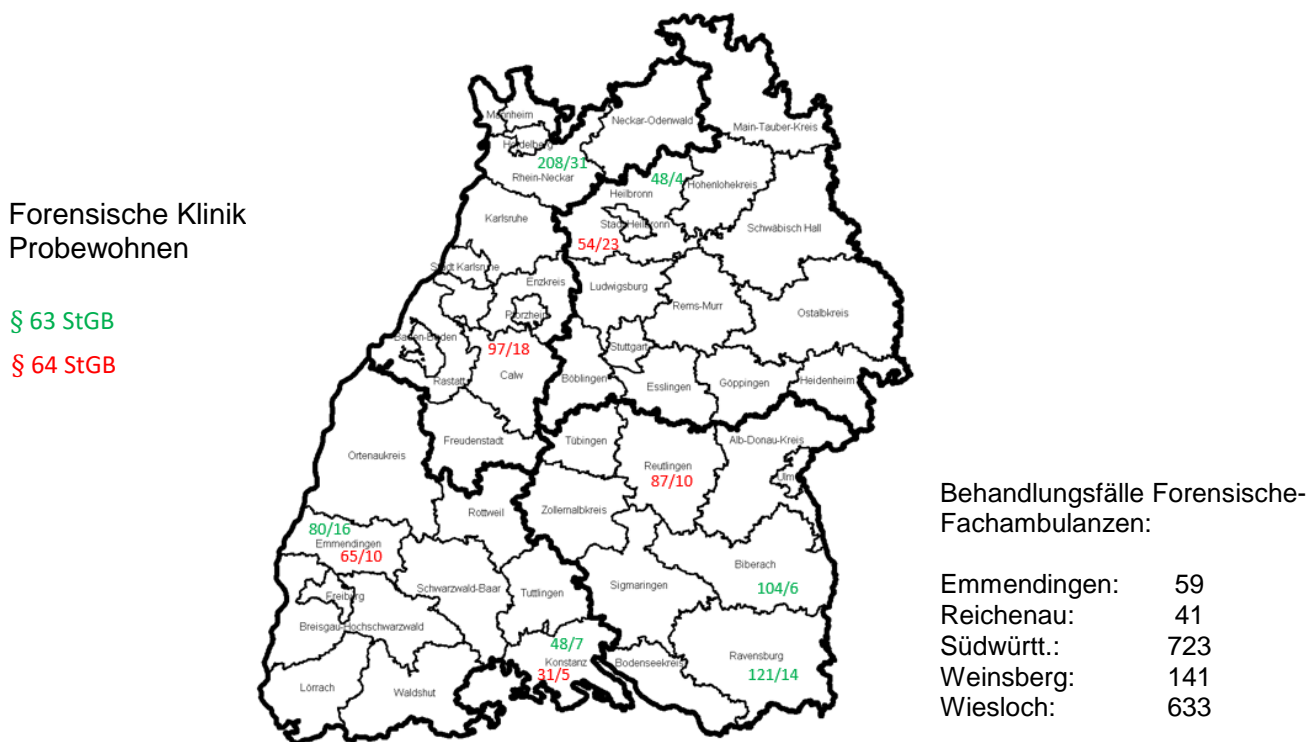 Forensische Klinik
Probewohnen
§ 63 StGB
§ 64 StGB
Mannheim
Heidelberg
208/31
Rhein-Neckar
Neckar-Odenwald
Main-Tauber-Kreis
48/4
Heilbronn
Hohenlohekreis
Stadt Heilbronn
54/23
Schwäbisch Hall
Karlsruhe
Stadt Karlsruhe
Enzkreis
Pforzheim
Ludwigsburg
Rems-Murr
Ostalbkreis
Baden-Baden
97/18
Calw
Rastatt
Stuttgart
Böblingen
Esslingen
Göppingen
Heidenheim
Freudenstadt
Tübingen
Alb-Donau-Kreis
Ortenaukreis
Reutlingen
87/10
Ulm
Rottweil
Zollernalbkreis
80/16
Emmendingen
65/10
Biberach
104/6
Schwarzwald-Baar
Tuttlingen
Sigmaringen
Freiberg
Breisgau-Hochschwarzwald
48/7
Konstanz
31/5
Bodenseekreis
Ravensburg
121/14
Lörrach
Waldshut
Behandlungsfälle Forensische-
Fachambulanzen:
Emmendingen: 59
Reichenau: 41
Südwürtt.: 723
Weinsberg: 141
Wiesloch: 633